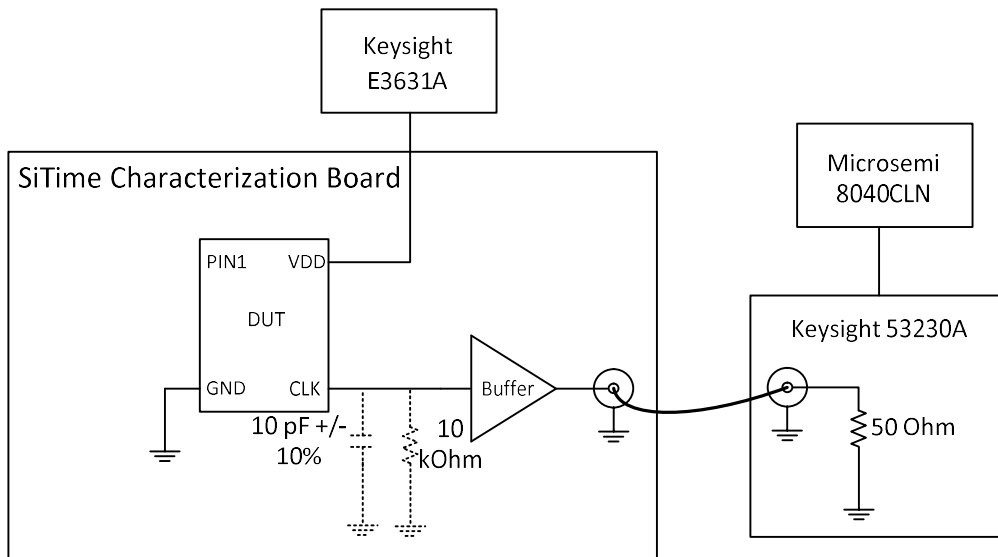 Keysight
E3631A
SiTime Characterization Board
Microsemi
8040CLN
PIN1 VDD
DUT
GND CLK
Keysight 53230A
Buffer
10 pF +/-
10%
10
kOhm
50 Ohm